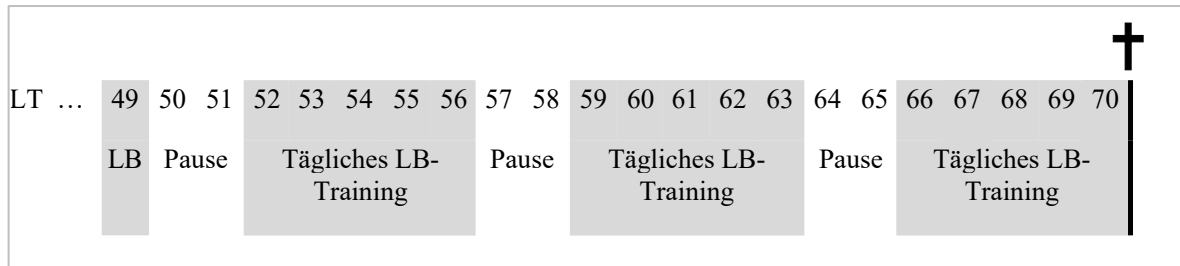 LT … 49 50 51 52 53 54 55 56 57 58 59 60 61 62 63 64 65 66 67 68 69 70
LB Pause Tägliches LB- Pause Tägliches LB- Pause Tägliches LB-
Training Training Training